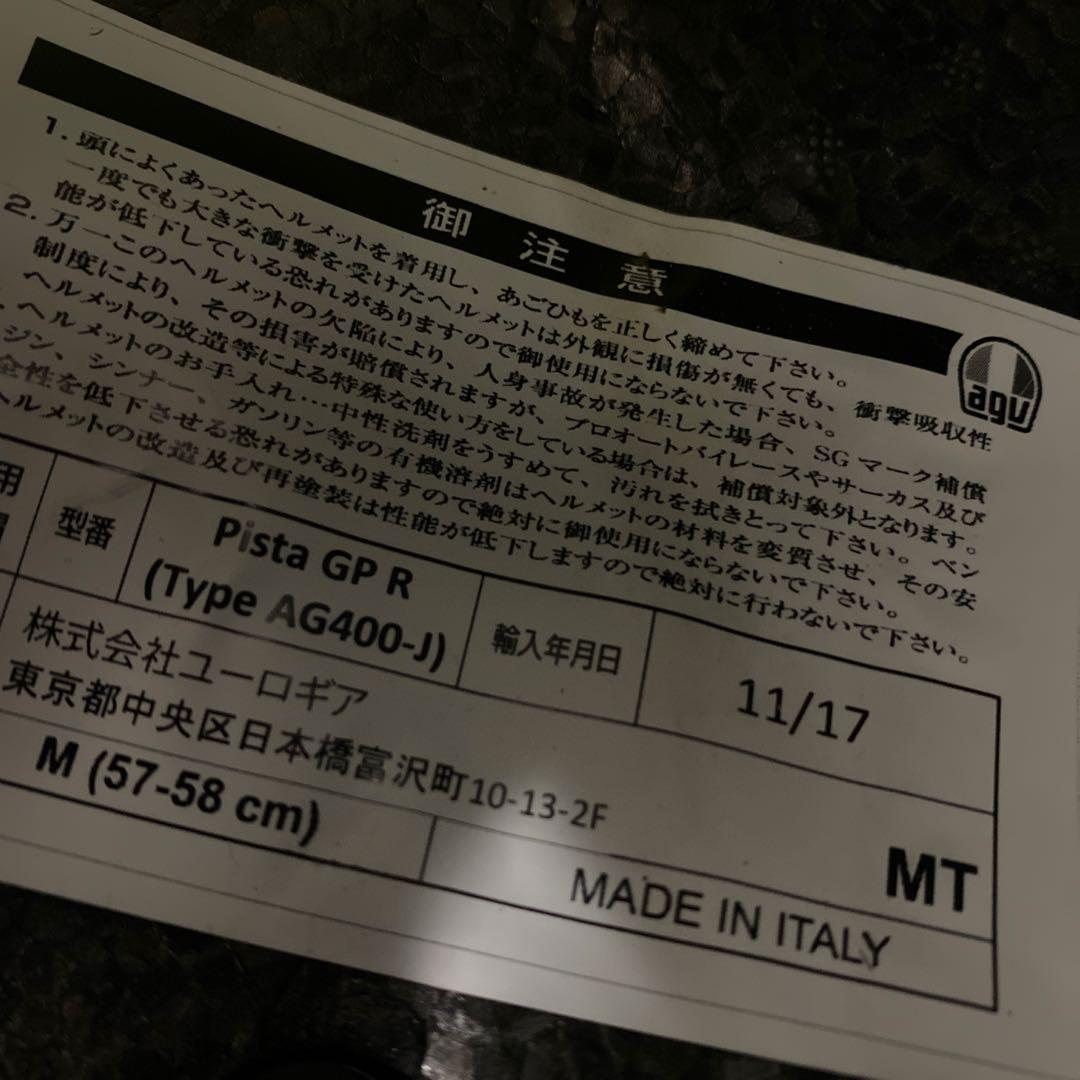 御注意
agv
1. 頭によくあったヘルメットを着用し、あごひもを正しく締めて下さい。
一度でも大きな衝撃を受けたヘルメットは外観に損傷が無くても、衝撃吸収性
能が低下している恐れがありますので御使用にならないで下さい。
2. 万一このヘルメットの欠陥により、人身事故が発生した場合、SGマーク補償
制度により、その損害が賠償されますが、プロオートバイレースやサーカス及び
ヘルメットの改造等による特殊な使い方をしている場合は、補償対象外となります。
ヘルメットのお手入れ…中性洗剤をうすめて、汚れを拭きとって下さい。ベン
ジン、シンナー、ガソリン等の有機溶剤はヘルメットの材料を変質させ、その安
全性を低下させる恐れがありますので絶対に御使用にならないで下さい。
ヘルメットの改造及び再塗装は性能が低下しますので絶対に行わないで下さい。
用
型番
Pista GP R
(Type AG400-J)
輸入年月日
11/17
株式会社ユーロギア
東京都中央区日本橋富沢町10-13-2F
MT
M (57-58 cm)
MADE IN ITALY